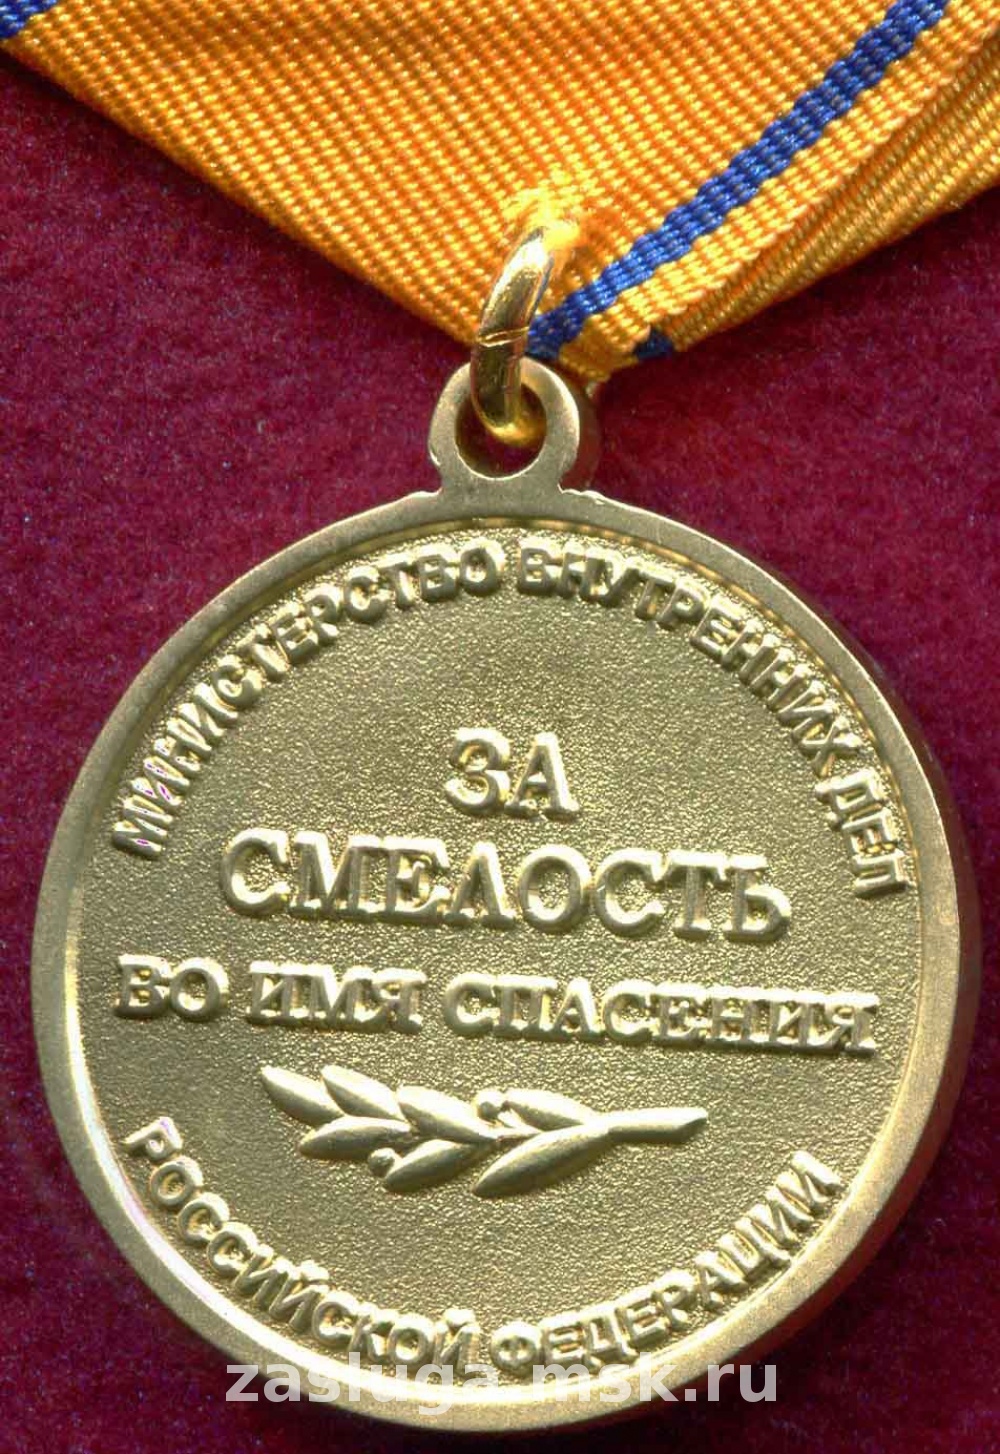 МИНИСТЕРСТВО ВНУТРЕННИХ ДЕЛ
ЗА
СМЕЛОСТЬ
ВО ИМЯ СПАСЕНИЯ
РОССИЙСКОЙ ФЕДЕРАЦИИ
zasluga.msk.ru